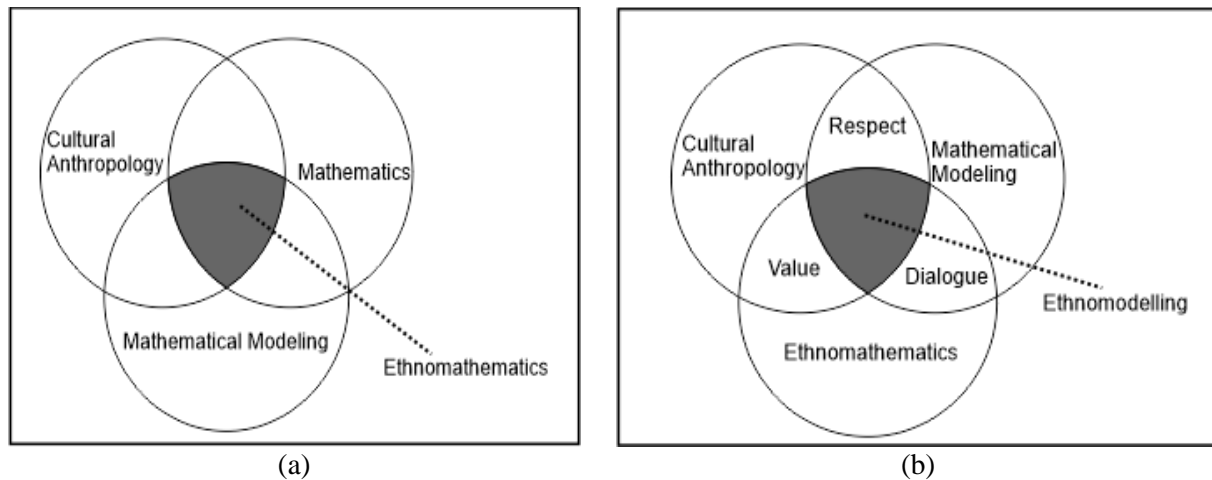 Cultural
Anthropology
Mathematics
Mathematical Modeling
Ethnomathematics
(a)
Respect
Cultural
Anthropology
Mathematical
Modeling
Value
Dialogue
Ethnomodelling
Ethnomathematics
(b)